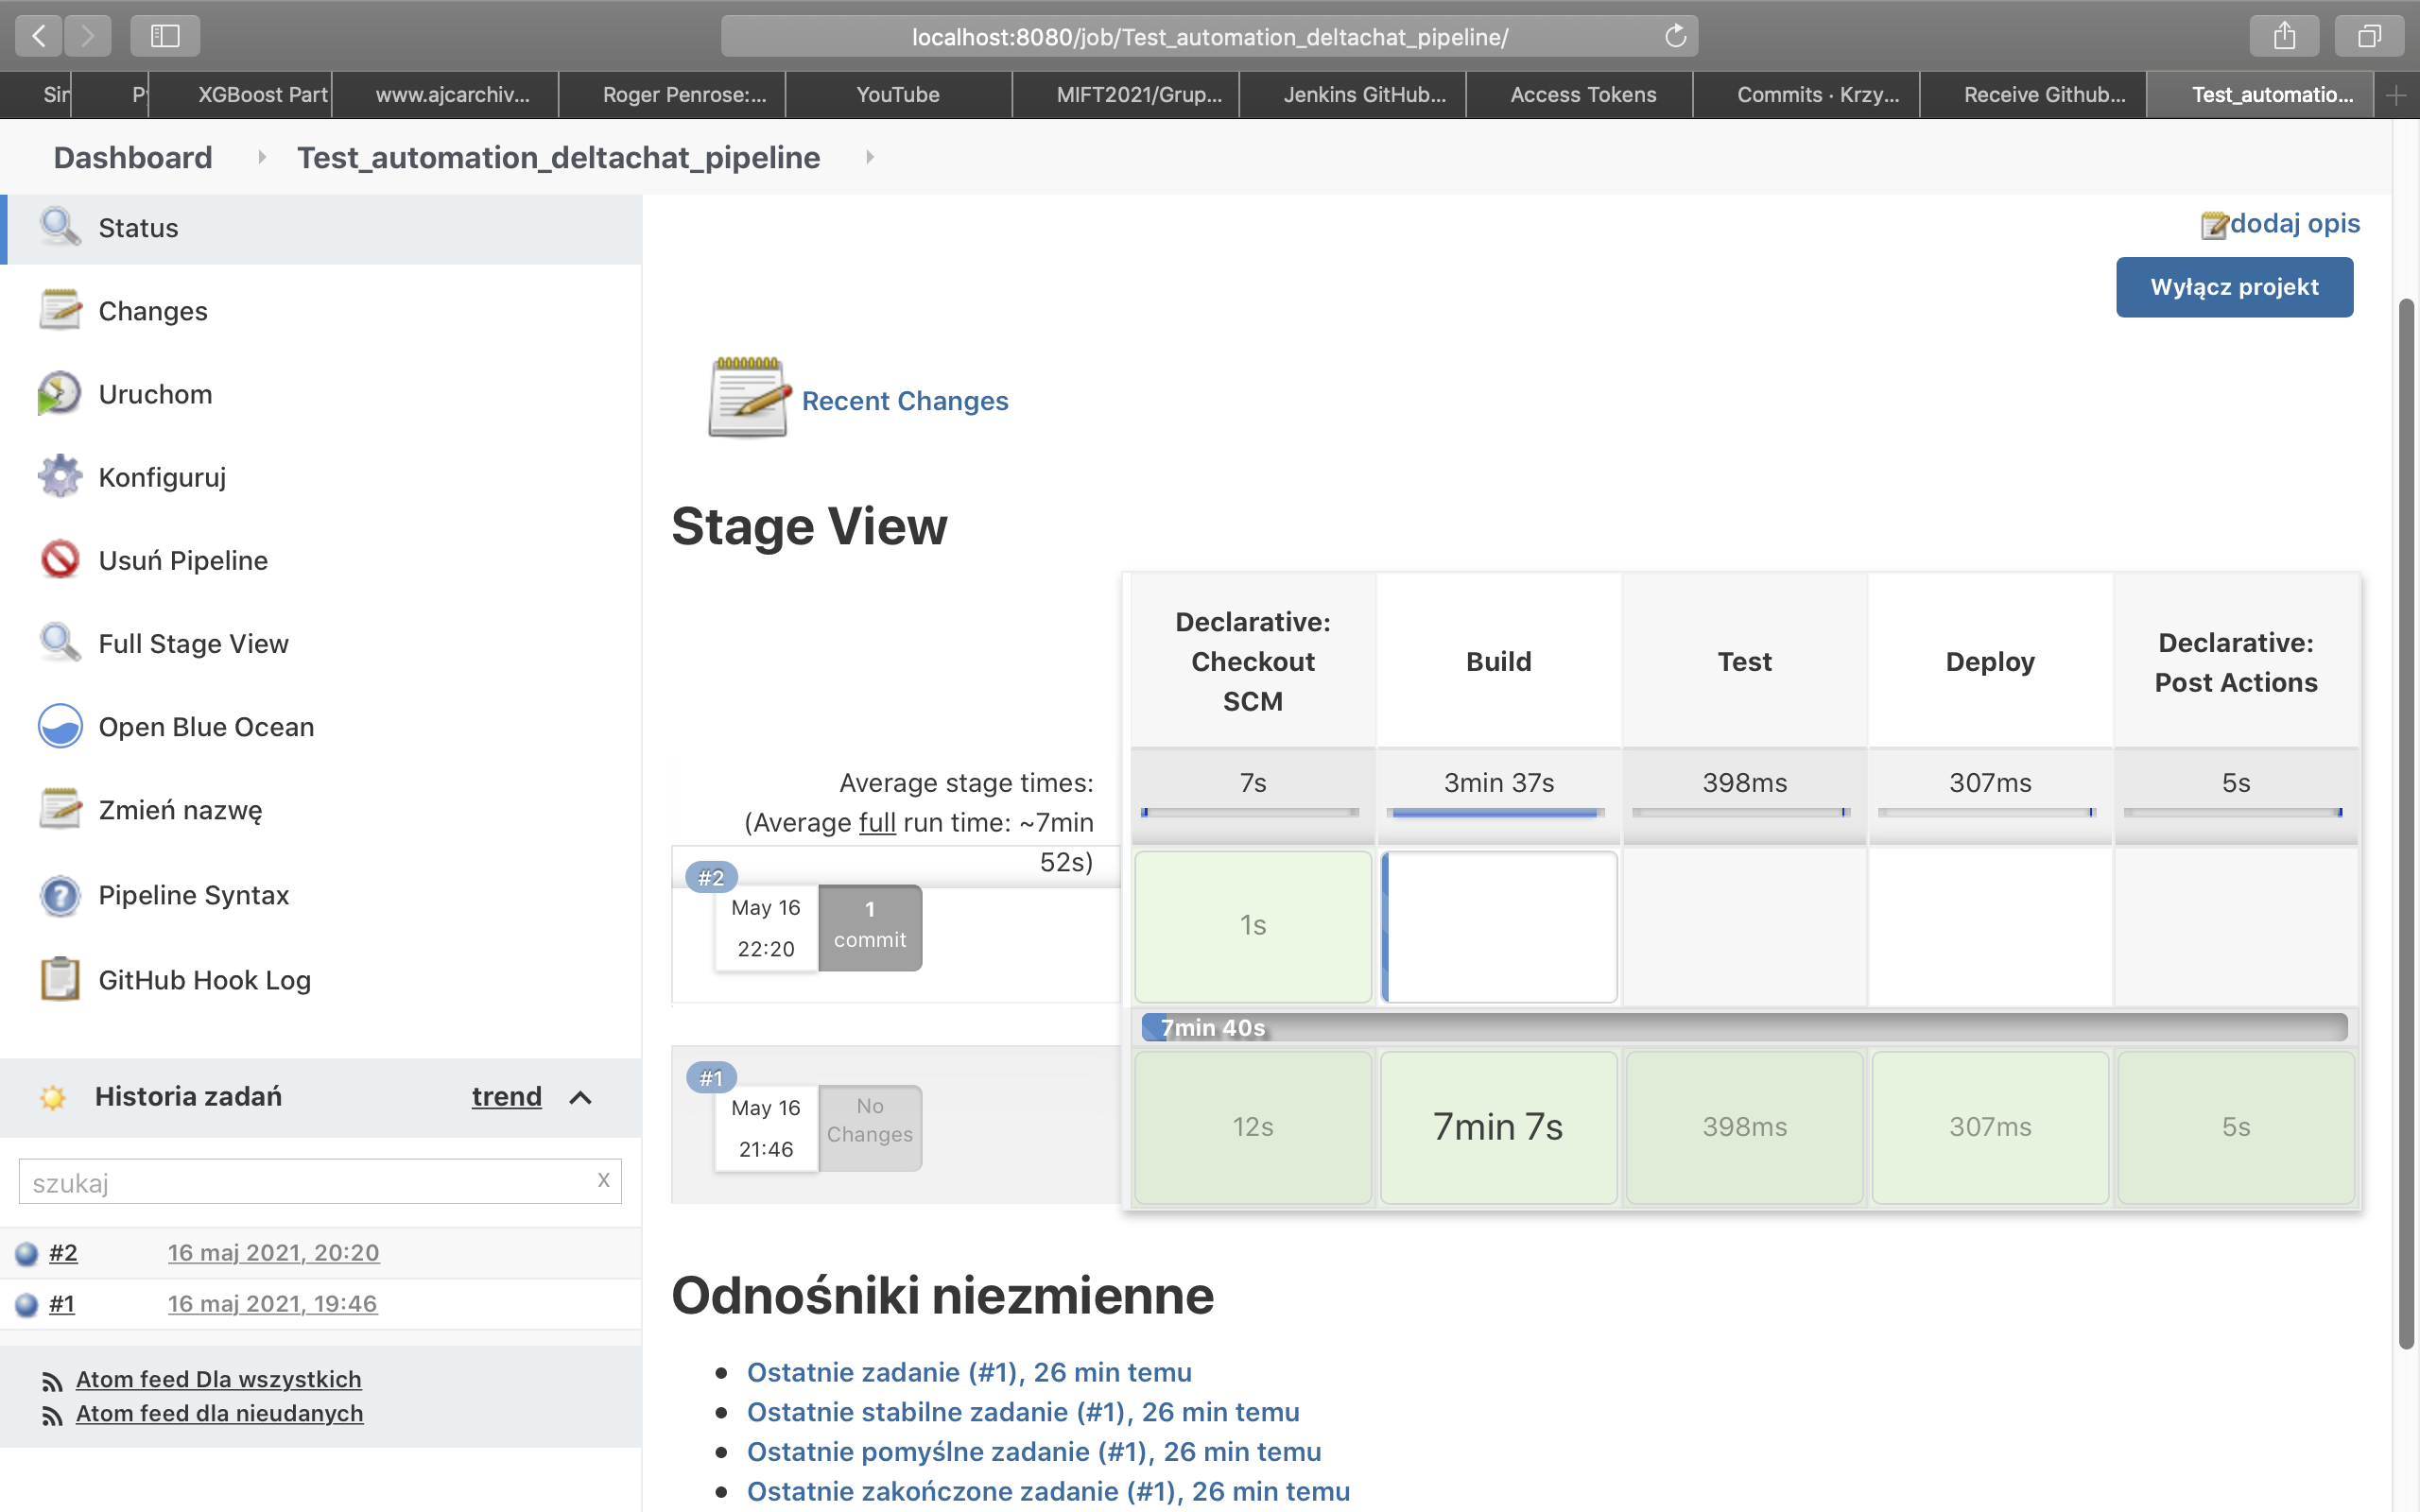 localhost:8080/job/Test_automation_deltachat_pipeline/
Sin
XGBoost Part
www.ajcarchiv...
Roger Penrose:...
YouTube
MIFT2021/Grup...
Jenkins GitHub...
Access Tokens
Commits · Krzy...
Receive Github...
Test_automatio...
Dashboard
Test_automation_deltachat_pipeline
Status
Changes
Uruchom
Konfiguruj
Usuń Pipeline
Full Stage View
Open Blue Ocean
Zmień nazwę
Pipeline Syntax
GitHub Hook Log
Historia zadań trend
szukaj x
#2 16 maj 2021, 20:20
#1 16 maj 2021, 19:46
Atom feed Dla wszystkich
Atom feed dla nieudanych
dodaj opis
Wyłącz projekt
Recent Changes
Stage View
Declarative:
Checkout
SCM
Build
Test
Deploy
Declarative:
Post Actions
Average stage times:
(Average full run time: ~7min
52s)
7s
3min 37s
398ms
307ms
5s
#2
May 16
22:20
1
commit
1s
7min 40s
#1
May 16
21:46
No
Changes
12s
7min 7s
398ms
307ms
5s
Odnośniki niezmienne
Ostatnie zadanie (#1), 26 min temu
Ostatnie stabilne zadanie (#1), 26 min temu
Ostatnie pomyślne zadanie (#1), 26 min temu
Ostatnie zakończone zadanie (#1), 26 min temu